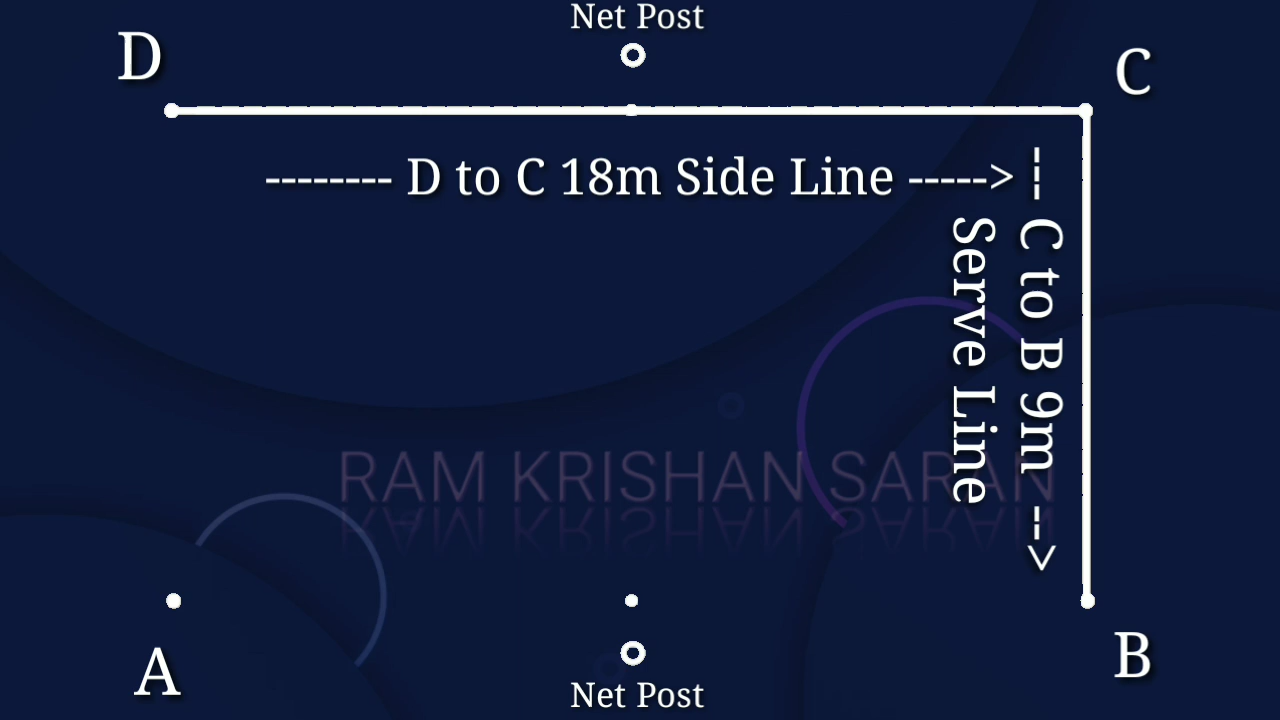 Net Post
D
C
-------- D to C 18m Side Line ----->
-- C to B 9m -->
Serve Line
RAM KRISHAN SARAN
A
B
Net Post